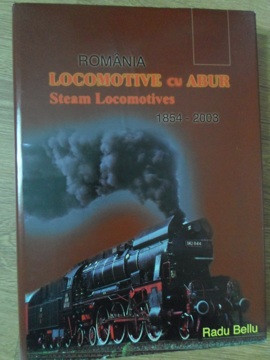 ROMÂNIA
LOCOMOTIVE CU ABUR
Steam Locomotives
1854 - 2003
Radu Bellu